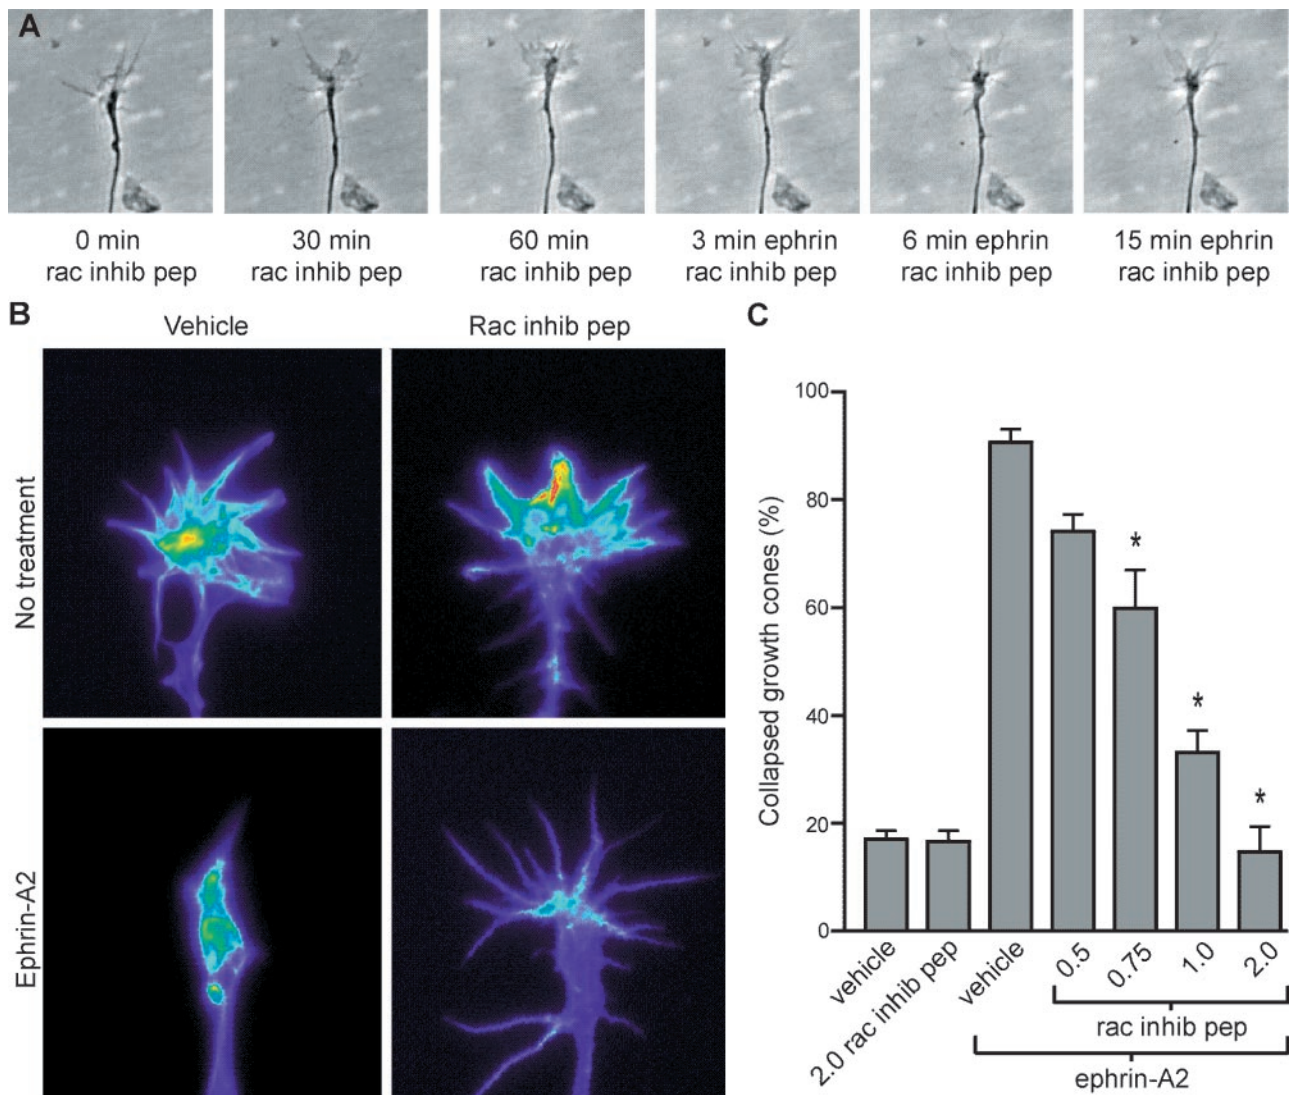 A
0 min
rac inhib pep
30 min
rac inhib pep
60 min
rac inhib pep
3 min ephrin
rac inhib pep
6 min ephrin
rac inhib pep
15 min ephrin
rac inhib pep
B
Vehicle
Rac inhib pep
No treatment
Ephrin-A2
C
Collapsed growth cones (%)
100
80
60
40
20
0
*
*
*
vehicle
2.0 rac inhib pep
vehicle
0.5
0.75
1.0
2.0
rac inhib pep
ephrin-A2